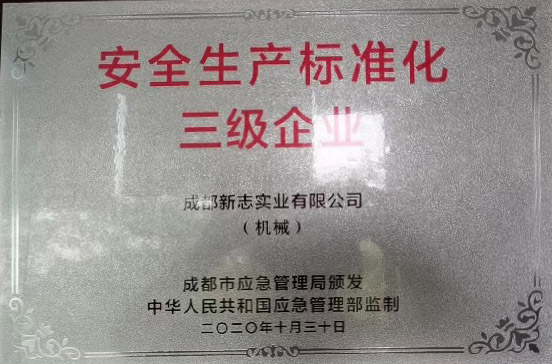 安全生产标准化
三级企业
成都新志实业有限公司
（机械）
成都市应急管理局颁发
中华人民共和国应急管理部监制
二〇二〇年十月三十日